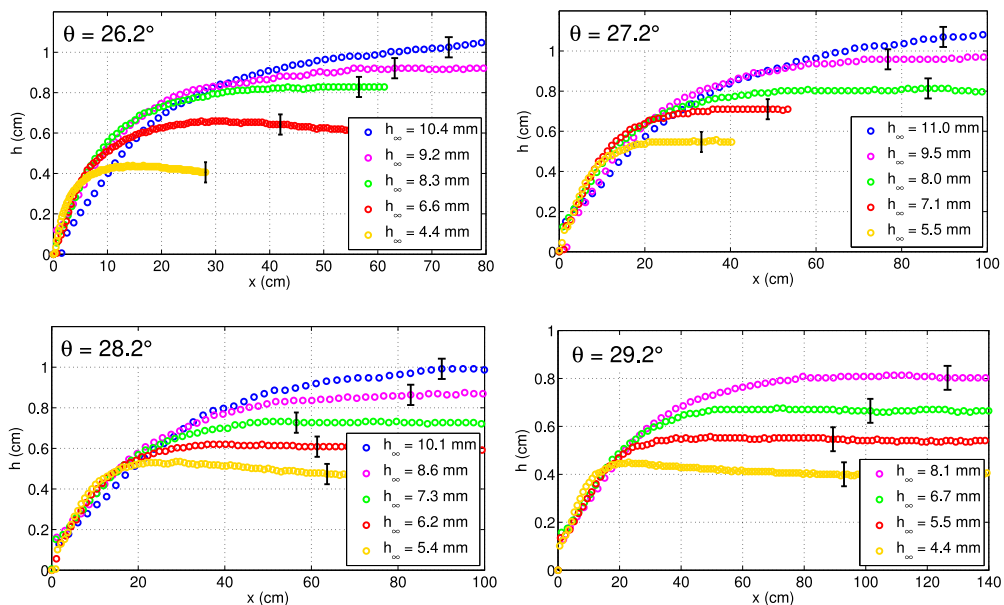 θ = 26.2°
h (cm)
1
0.8
0.6
0.4
0.2
0
h∞ = 10.4 mm
h∞ = 9.2 mm
h∞ = 8.3 mm
h∞ = 6.6 mm
h∞ = 4.4 mm
0 10 20 30 40 50 60 70 80
x (cm)
θ = 27.2°
h (cm)
1
0.8
0.6
0.4
0.2
0
h∞ = 11.0 mm
h∞ = 9.5 mm
h∞ = 8.0 mm
h∞ = 7.1 mm
h∞ = 5.5 mm
0 20 40 60 80 100
x (cm)
θ = 28.2°
h (cm)
1
0.8
0.6
0.4
0.2
0
h∞ = 10.1 mm
h∞ = 8.6 mm
h∞ = 7.3 mm
h∞ = 6.2 mm
h∞ = 5.4 mm
0 20 40 60 80 100
x (cm)
θ = 29.2°
h (cm)
1
0.8
0.6
0.4
0.2
0
h∞ = 8.1 mm
h∞ = 6.7 mm
h∞ = 5.5 mm
h∞ = 4.4 mm
0 20 40 60 80 100 120 140
x (cm)